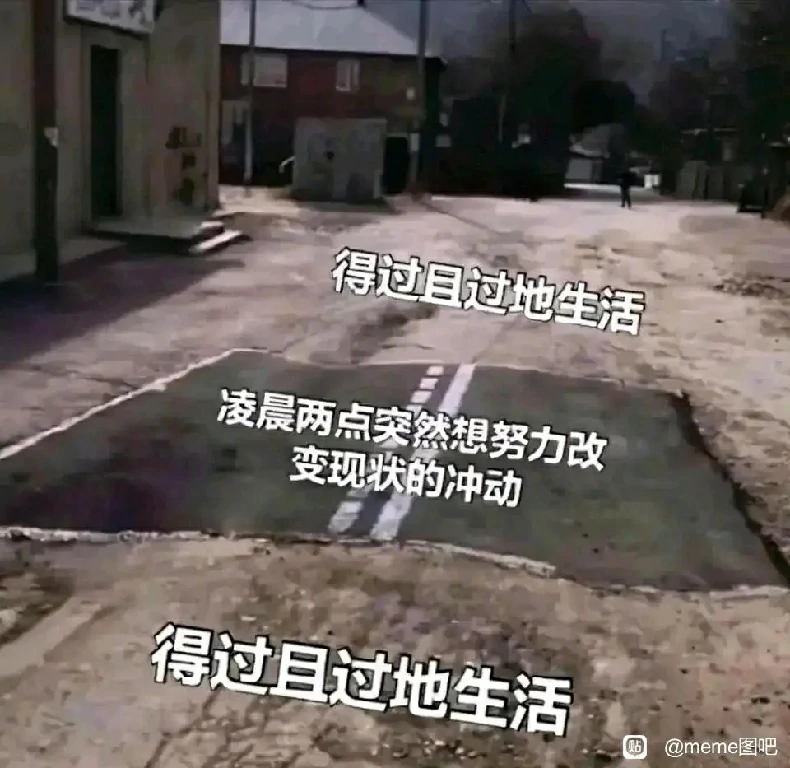 得过且过地生活
凌晨两点突然想努力改
变现状的冲动
得过且过地生活
贴 @meme图吧